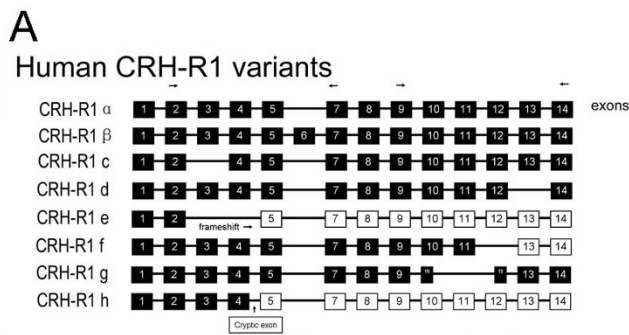 A
Human CRH-R1 variants
→ ← → ←
CRH-R1 α 1 2 3 4 5 7 8 9 10 11 12 13 14 exons
CRH-R1 β 1 2 3 4 5 6 7 8 9 10 11 12 13 14
CRH-R1 c 1 2 4 5 7 8 9 10 11 12 13 14
CRH-R1 d 1 2 3 4 5 7 8 9 10 11 12 14
CRH-R1 e 1 2 5 7 8 9 10 11 12 13 14
frameshift →
CRH-R1 f 1 2 3 4 5 7 8 9 10 11 13 14
CRH-R1 g 1 2 3 4 5 7 8 9 13 14
CRH-R1 h 1 2 3 4 5 7 8 9 10 11 12 13 14
Cryptic exon